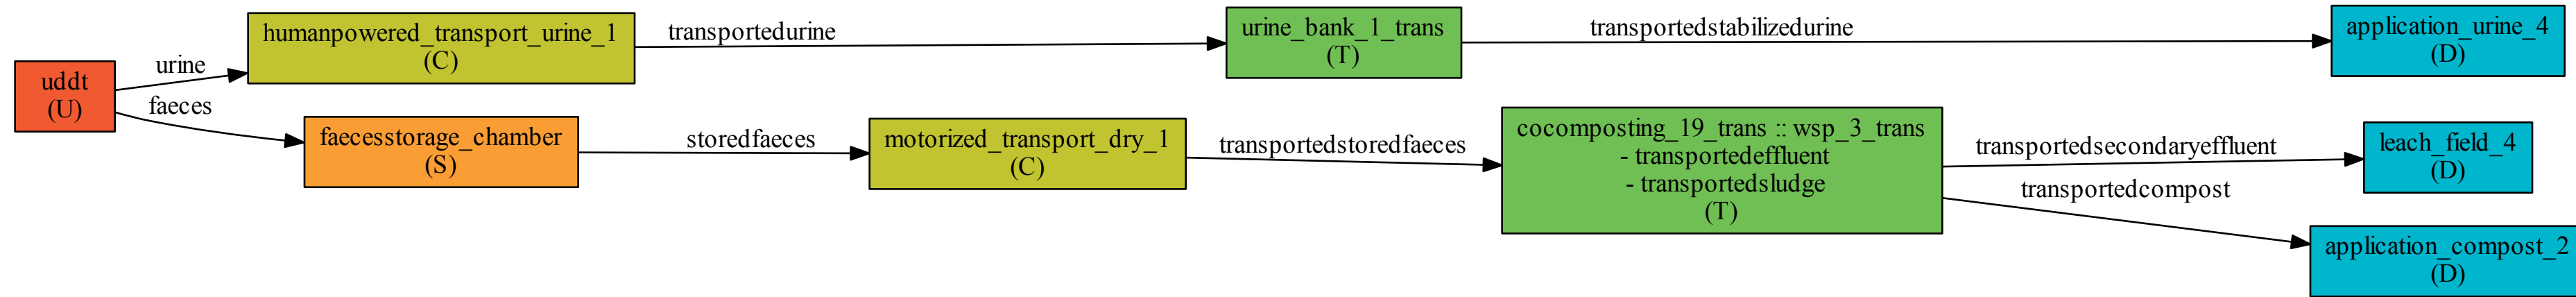 uddt
(U)
urine
faeces
humanpowered_transport_urine_1
(C)
transportedurine
urine_bank_1_trans
(T)
transportedstabilizedurine
application_urine_4
(D)
faecesstorage_chamber
(S)
storedfaeces
motorized_transport_dry_1
(C)
transportedstoredfaeces
cocomposting_19_trans :: wsp_3_trans
- transportedeffluent
- transportedsludge
(T)
transportedsecondaryeffluent
leach_field_4
(D)
transportedcompost
application_compost_2
(D)